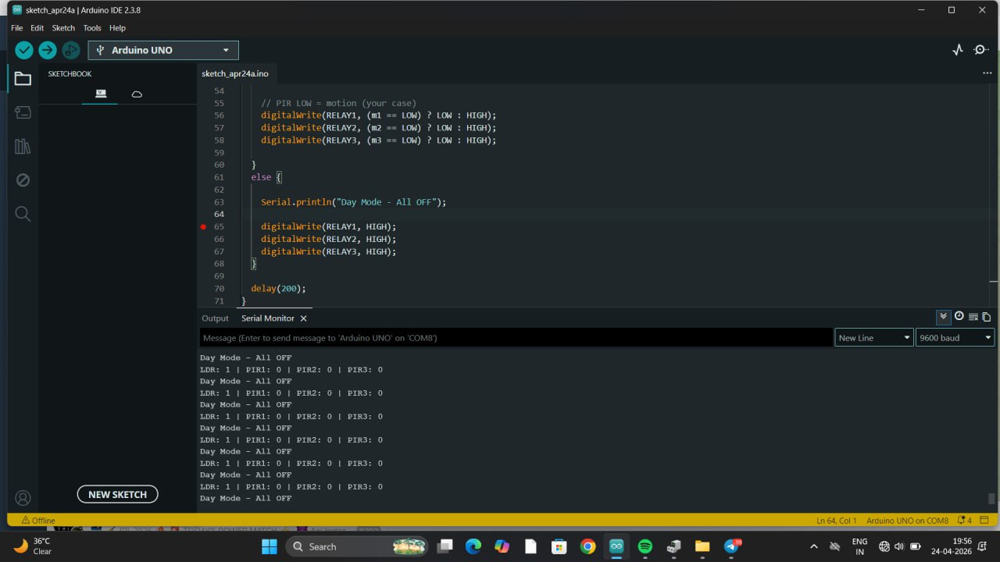 sketch_apr24a | Arduino IDE 2.3.8
File Edit Sketch Tools Help
Arduino UNO
SKETCHBOOK
sketch_apr24a.ino
54
55 // PIR LOW = motion (your case)
56 digitalWrite(RELAY1, (m1 == LOW) ? LOW : HIGH);
57 digitalWrite(RELAY2, (m2 == LOW) ? LOW : HIGH);
58 digitalWrite(RELAY3, (m3 == LOW) ? LOW : HIGH);
59
60 }
61 else {
62
63 Serial.println("Day Mode - All OFF");
64
65 digitalWrite(RELAY1, HIGH);
66 digitalWrite(RELAY2, HIGH);
67 digitalWrite(RELAY3, HIGH);
68 }
69
70 delay(200);
71 }
Output Serial Monitor
Message (Enter to send message to 'Arduino UNO' on 'COM8')
New Line 9600 baud
Day Mode - All OFF
LDR: 1 | PIR1: 0 | PIR2: 0 | PIR3: 0
Day Mode - All OFF
LDR: 1 | PIR1: 0 | PIR2: 0 | PIR3: 0
Day Mode - All OFF
LDR: 1 | PIR1: 0 | PIR2: 0 | PIR3: 0
Day Mode - All OFF
LDR: 1 | PIR1: 0 | PIR2: 0 | PIR3: 0
Day Mode - All OFF
LDR: 1 | PIR1: 0 | PIR2: 0 | PIR3: 0
Day Mode - All OFF
LDR: 1 | PIR1: 0 | PIR2: 0 | PIR3: 0
Day Mode - All OFF
NEW SKETCH
Offline
Ln 64, Col 1 Arduino UNO on COM8 4
36°C
Clear
Search
99
ENG
IN
19:56
24-04-2026